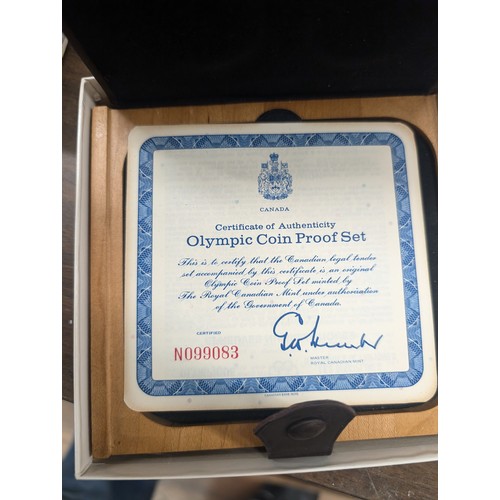 CANADA
Certificate of Authenticity
Olympic Coin Proof Set
This is to certify that the Canadian legal tender
set accompanied by this certificate is an original
Olympic Coin Proof Set minted by
The Royal Canadian Mint under authorisation
of the Government of Canada.
CERTIFIED
N099083
MASTER
ROYAL CANADIAN MINT